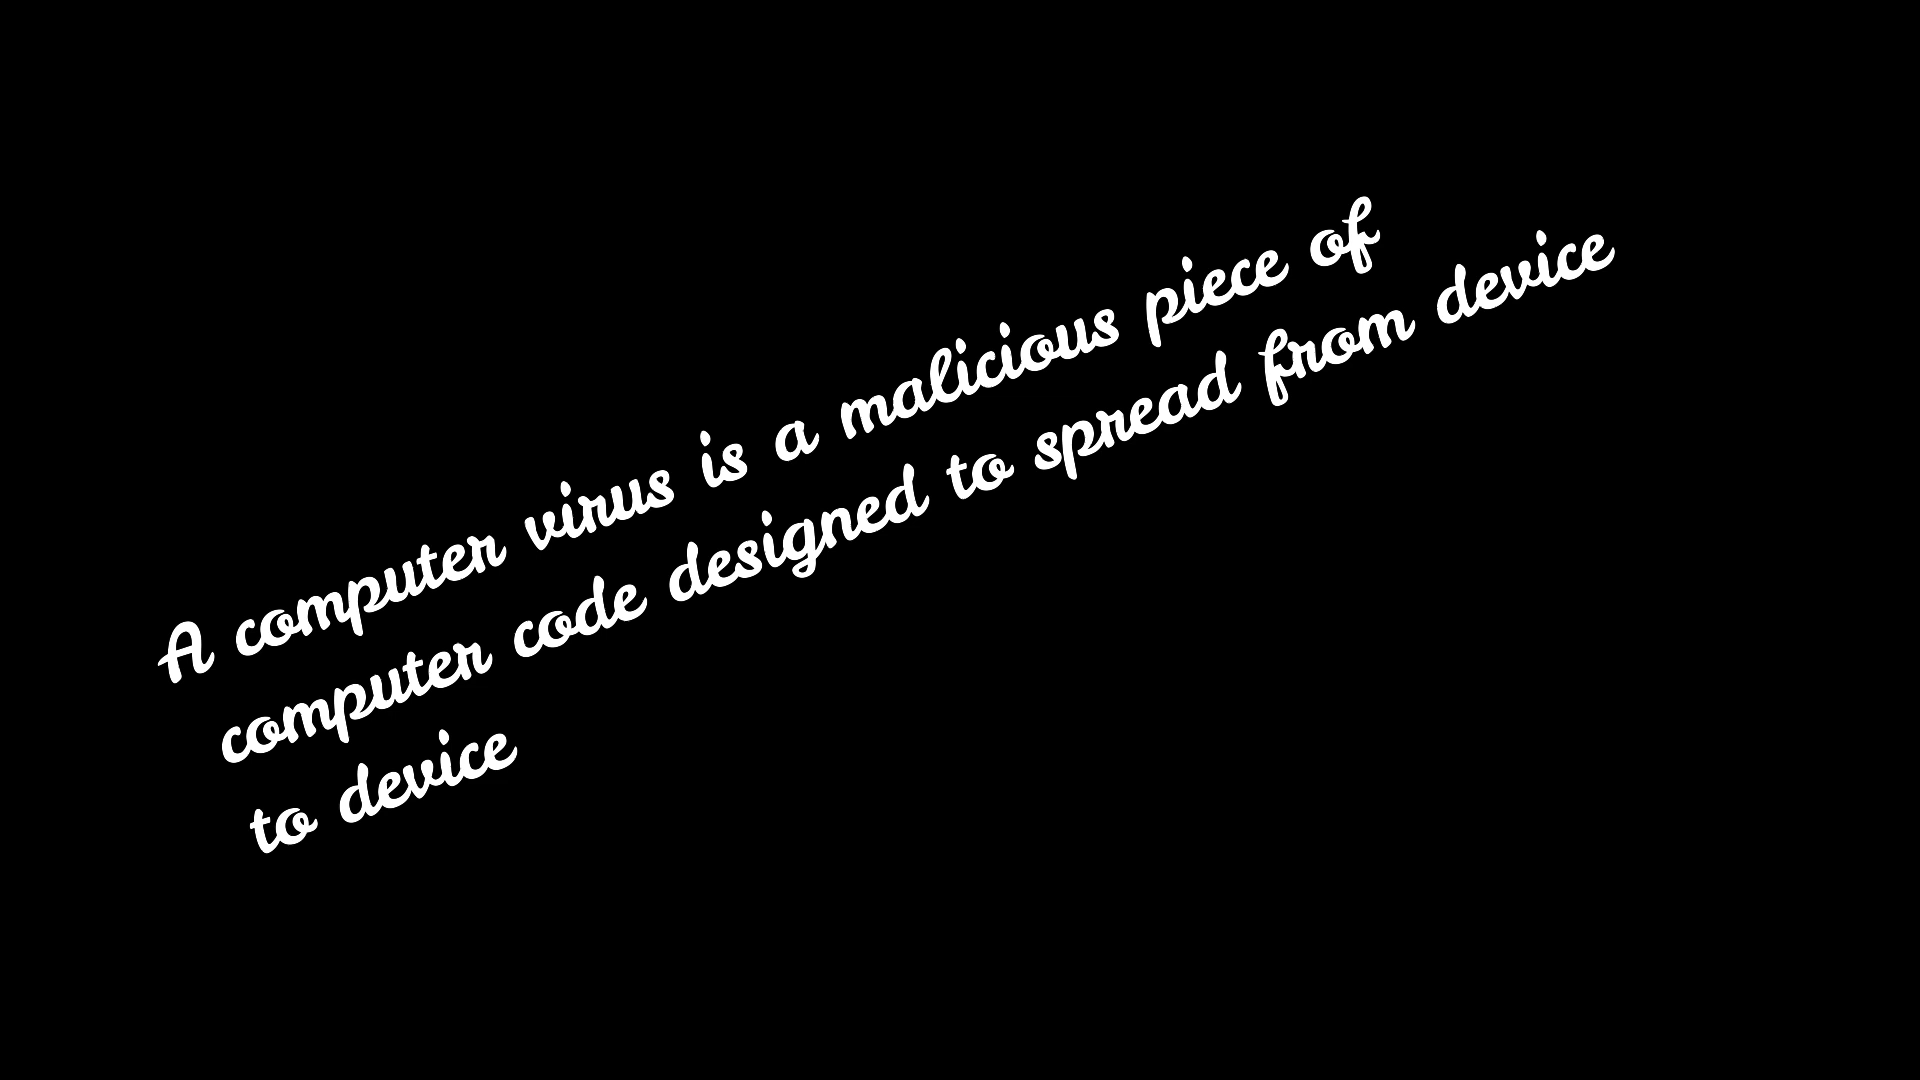 A computer virus is a malicious piece of
computer code designed to spread from device
to device